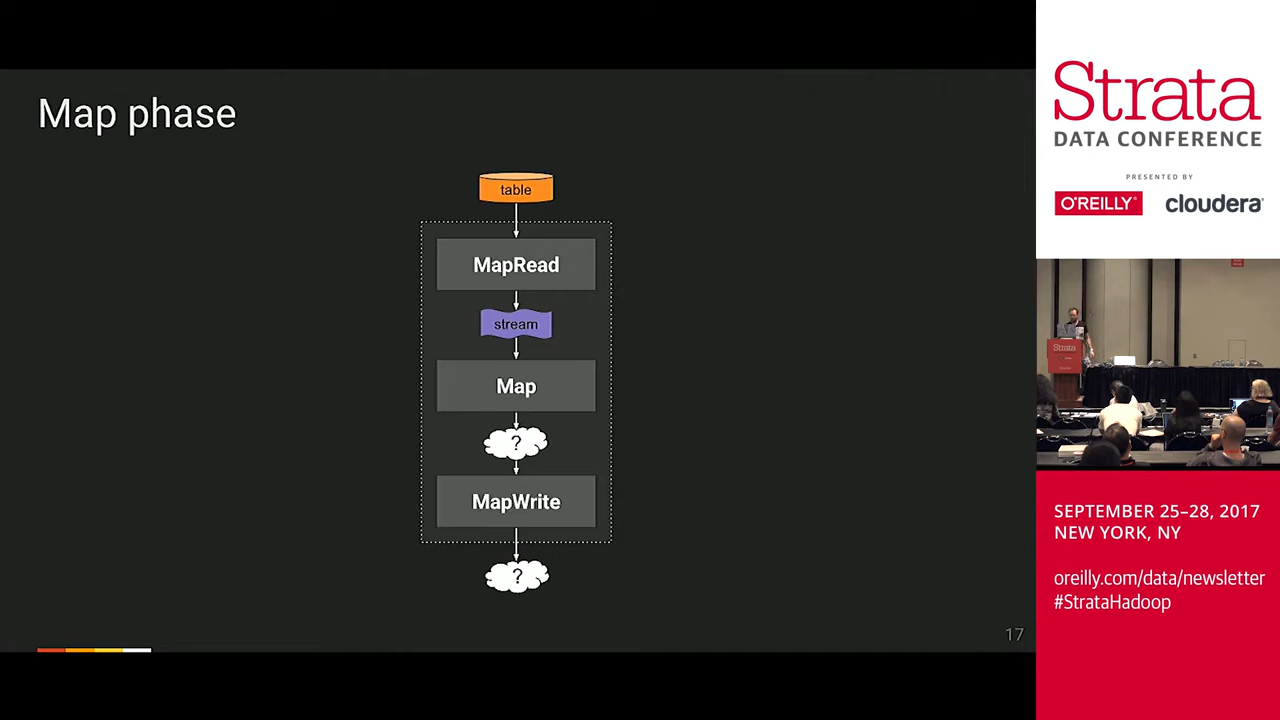 Map phase
table
MapRead
stream
Map
?
MapWrite
?
17
Strata
DATA CONFERENCE
PRESENTED BY
O'REILLY®
cloudera
Strata
SEPTEMBER 25–28, 2017
NEW YORK, NY
oreilly.com/data/newsletter
#StrataHadoop